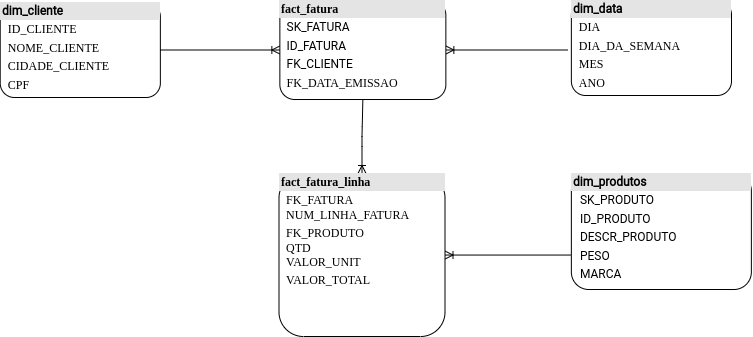 dim_cliente
ID_CLIENTE
NOME_CLIENTE
CIDADE_CLIENTE
CPF
fact_fatura
SK_FATURA
ID_FATURA
FK_CLIENTE
FK_DATA_EMISSAO
dim_data
DIA
DIA_DA_SEMANA
MES
ANO
fact_fatura_linha
FK_FATURA
NUM_LINHA_FATURA
FK_PRODUTO
QTD
VALOR_UNIT
VALOR_TOTAL
dim_produtos
SK_PRODUTO
ID_PRODUTO
DESCR_PRODUTO
PESO
MARCA